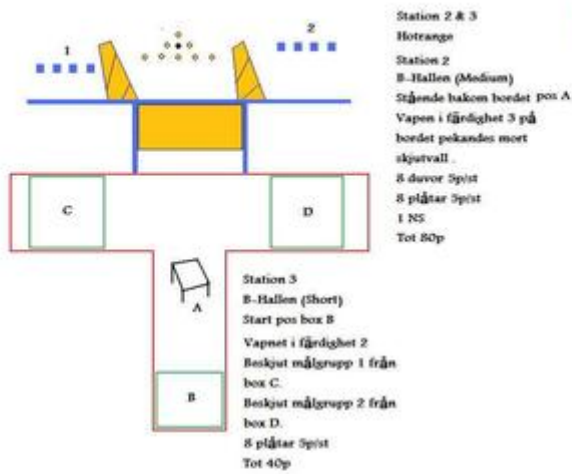 1
2
Station 2 & 3
Hotrange
Station 2
B-Hallen (Medium)
Stående bakom bordet pos A
Vapen i färdighet 3 på
bordet pekandes mort
skjutvall .
8 duvor 5p/st
8 plåtar 5p/st
1 NS
Tot 80p
C
D
A
B
Station 3
B-Hallen (Short)
Start pos box B
Vapnet i färdighet 2
Beskjut målgrupp 1 från
box C.
Beskjut målgrupp 2 från
box D.
8 plåtar 5p/st
Tot 40p